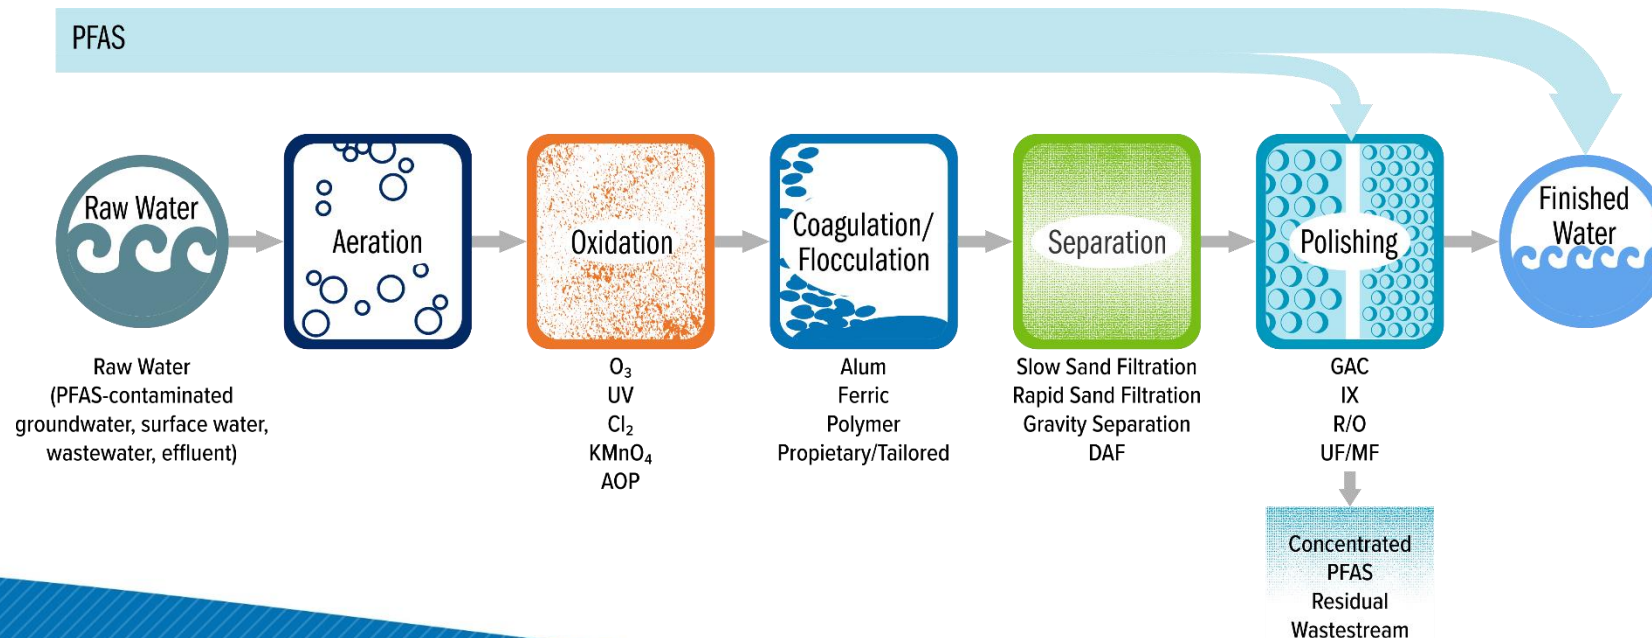 PFAS
Raw Water
Aeration
Oxidation
Coagulation/
Flocculation
Separation
Polishing
Finished
Water
Raw Water
(PFAS-contaminated
groundwater, surface water,
wastewater, effluent)
O₃
UV
Cl₂
KMnO₄
AOP
Alum
Ferric
Polymer
Propietary/Tailored
Slow Sand Filtration
Rapid Sand Filtration
Gravity Separation
DAF
GAC
IX
R/O
UF/MF
Concentrated
PFAS
Residual
Wastestream